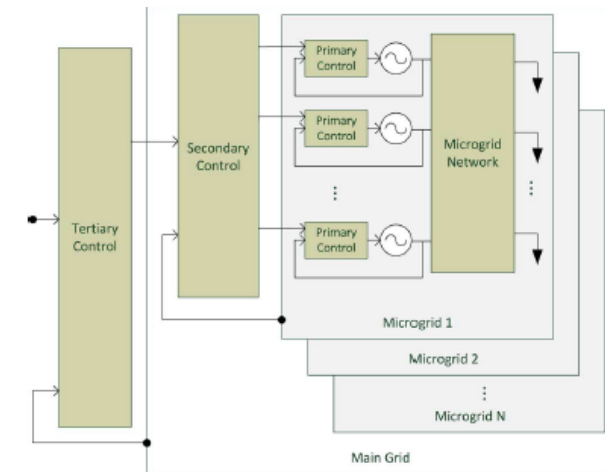 Tertiary
Control
Secondary
Control
Primary
Control
Primary
Control
Primary
Control
Microgrid
Network
Microgrid 1
Microgrid 2
Microgrid N
Main Grid